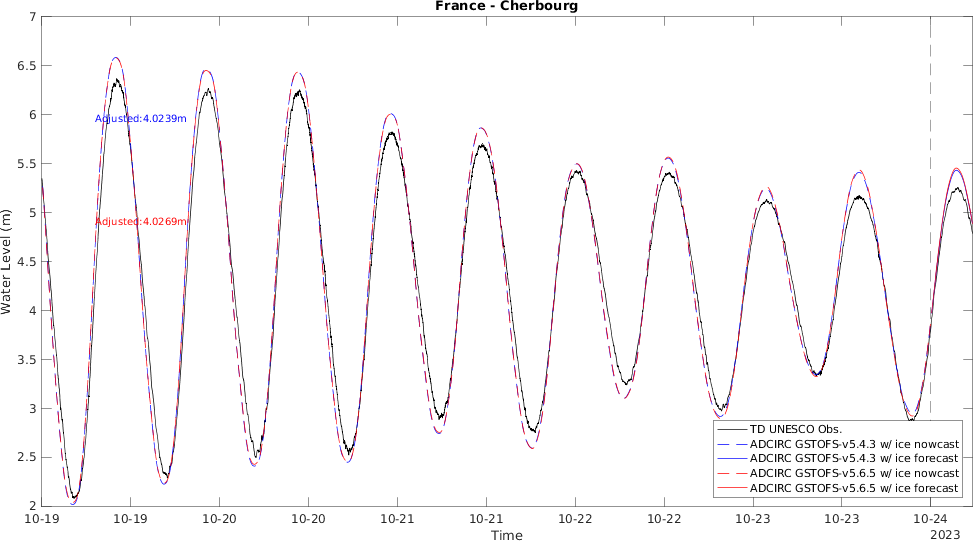 France - Cherbourg
7
6.5
6
5.5
5
4.5
4
3.5
3
2.5
2
Water Level (m)
Adjusted:4.0239m
Adjusted:4.0269m
TD UNESCO Obs.
ADCIRC GSTOFS-v5.4.3 w/ ice nowcast
ADCIRC GSTOFS-v5.4.3 w/ ice forecast
ADCIRC GSTOFS-v5.6.5 w/ ice nowcast
ADCIRC GSTOFS-v5.6.5 w/ ice forecast
10-19 10-19 10-20 10-20 10-21 10-21 10-22 10-22 10-23 10-23 10-24
2023
Time